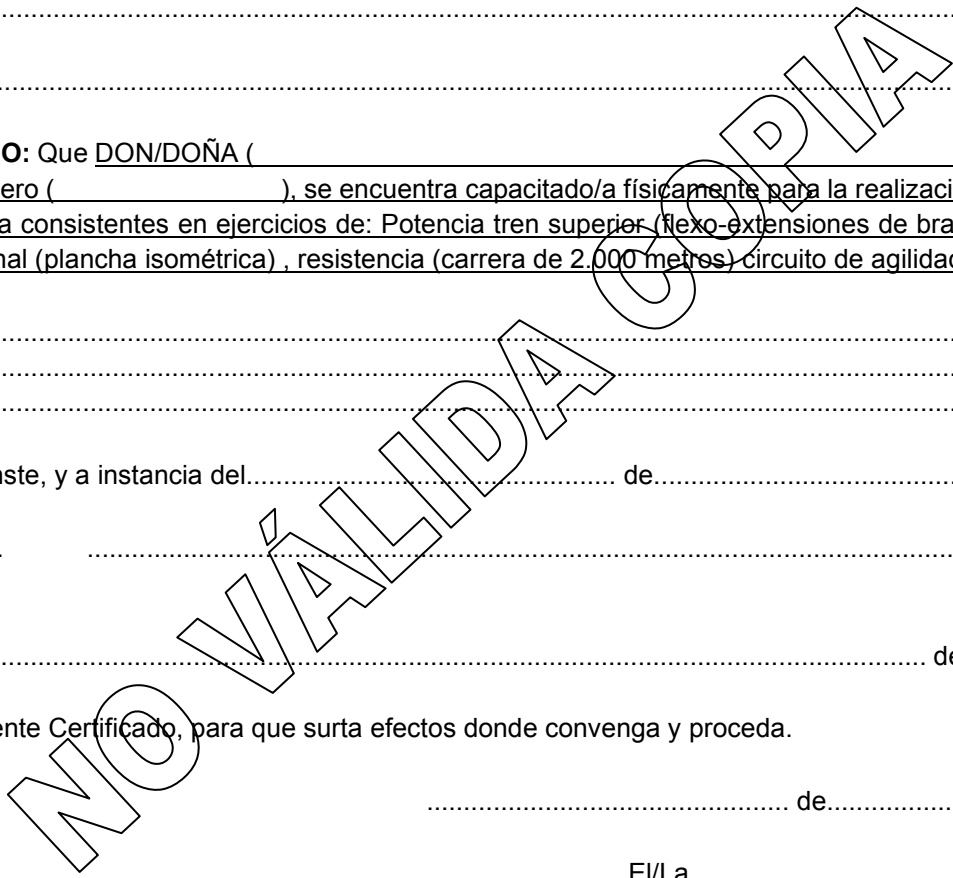 ................................................................
................................................................
O: Que DON/DOÑA (
ero (                    ), se encuentra capacitado/a físicamente para la realizaci
a consistentes en ejercicios de: Potencia tren superior (flexo-extensiones de bra
nal (plancha isométrica) , resistencia (carrera de 2.000 metros) circuito de agilidad
................................................................
................................................................
................................................................
nste, y a instancia del.................................................. de........................................
. ................................................................
................................................................ de
ente Certificado, para que surta efectos donde convenga y proceda.
................................................. de.................
El/La
NO VÁLIDA COPIA